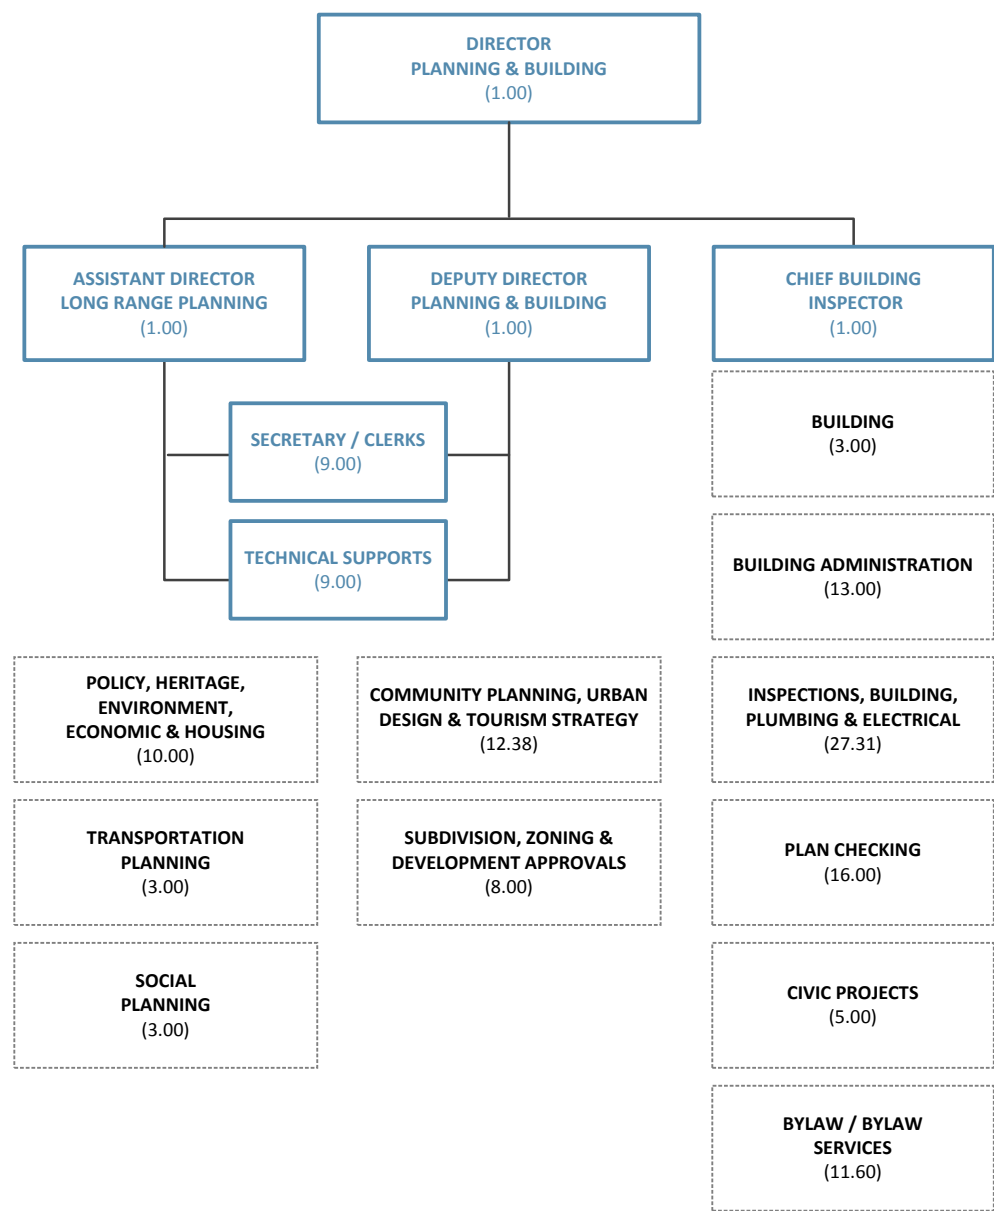 DIRECTOR
PLANNING & BUILDING
(1.00)
ASSISTANT DIRECTOR
LONG RANGE PLANNING
(1.00)
DEPUTY DIRECTOR
PLANNING & BUILDING
(1.00)
CHIEF BUILDING
INSPECTOR
(1.00)
SECRETARY / CLERKS
(9.00)
TECHNICAL SUPPORTS
(9.00)
POLICY, HERITAGE,
ENVIRONMENT,
ECONOMIC & HOUSING
(10.00)
TRANSPORTATION
PLANNING
(3.00)
SOCIAL
PLANNING
(3.00)
COMMUNITY PLANNING, URBAN
DESIGN & TOURISM STRATEGY
(12.38)
SUBDIVISION, ZONING &
DEVELOPMENT APPROVALS
(8.00)
BUILDING
(3.00)
BUILDING ADMINISTRATION
(13.00)
INSPECTIONS, BUILDING,
PLUMBING & ELECTRICAL
(27.31)
PLAN CHECKING
(16.00)
CIVIC PROJECTS
(5.00)
BYLAW / BYLAW
SERVICES
(11.60)